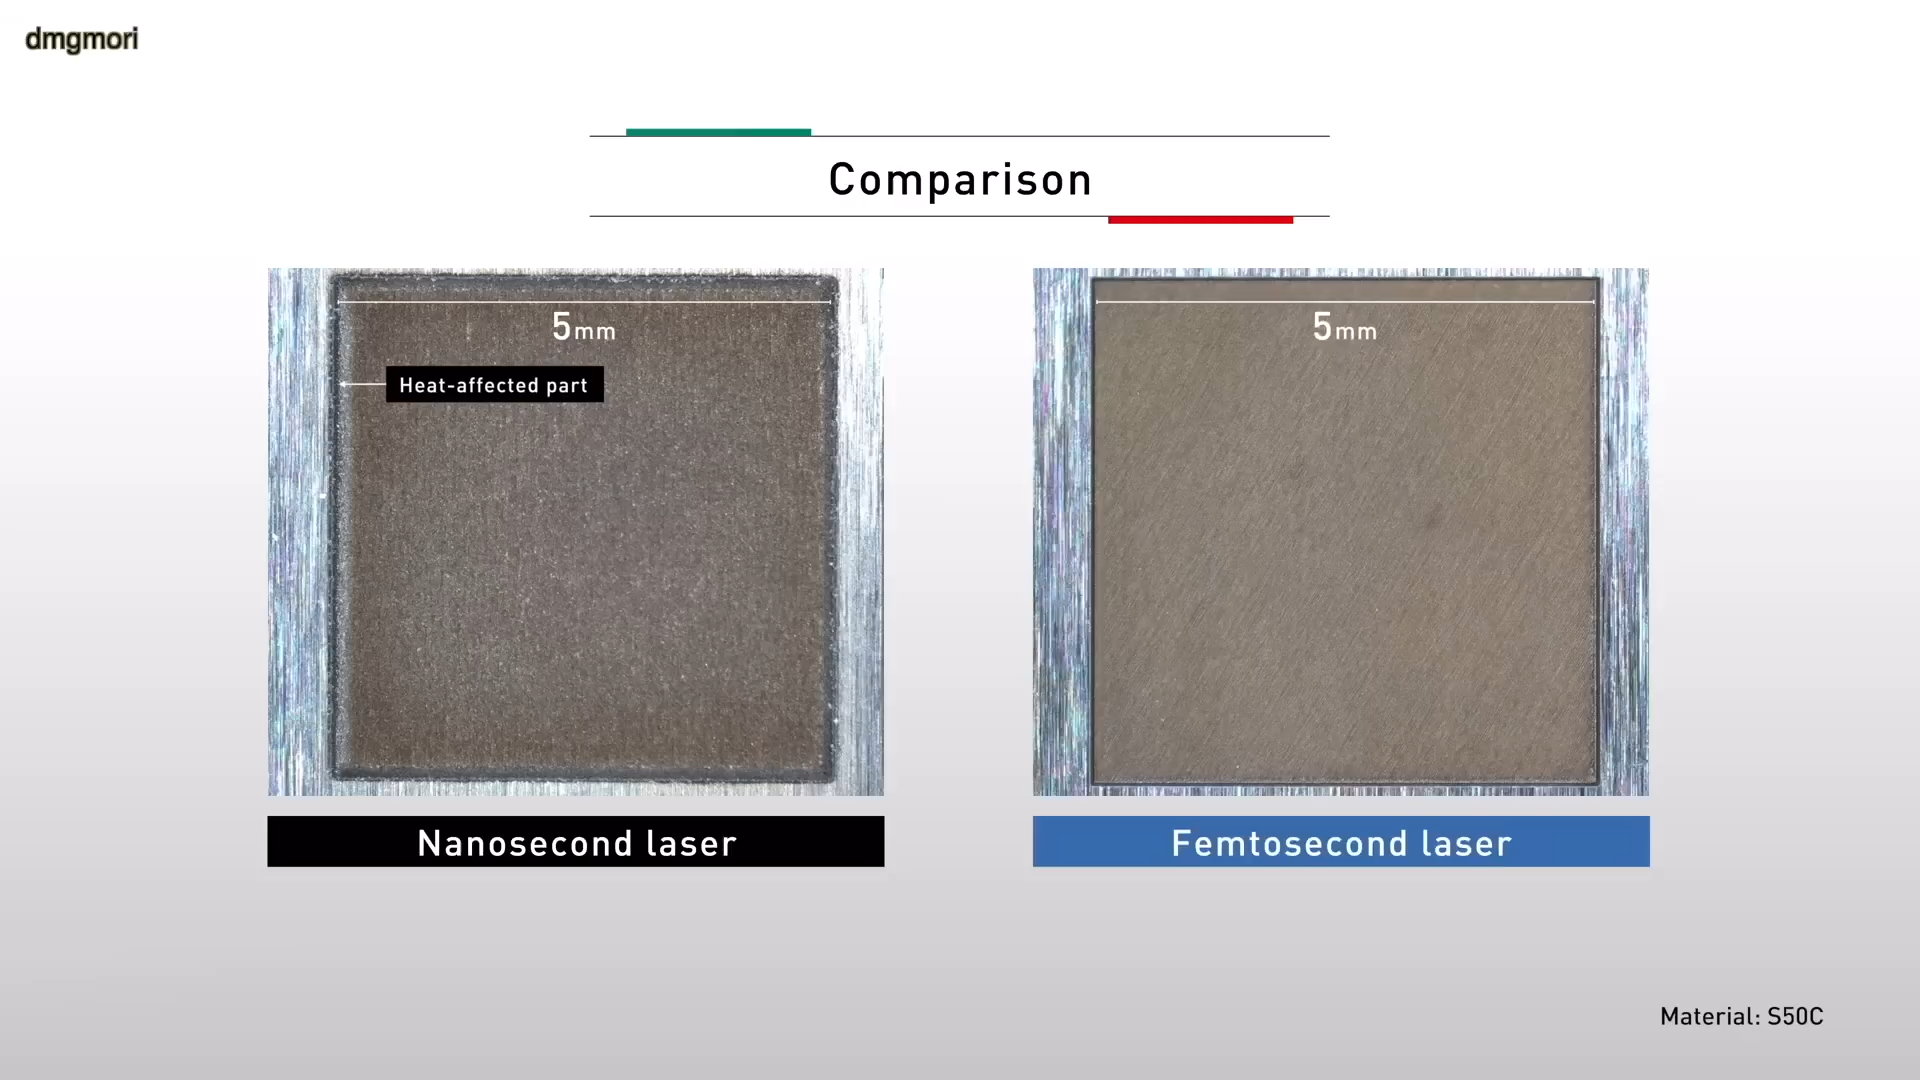 dmgmori
Comparison
5mm
Heat-affected part
Nanosecond laser
5mm
Femtosecond laser
Material: S50C